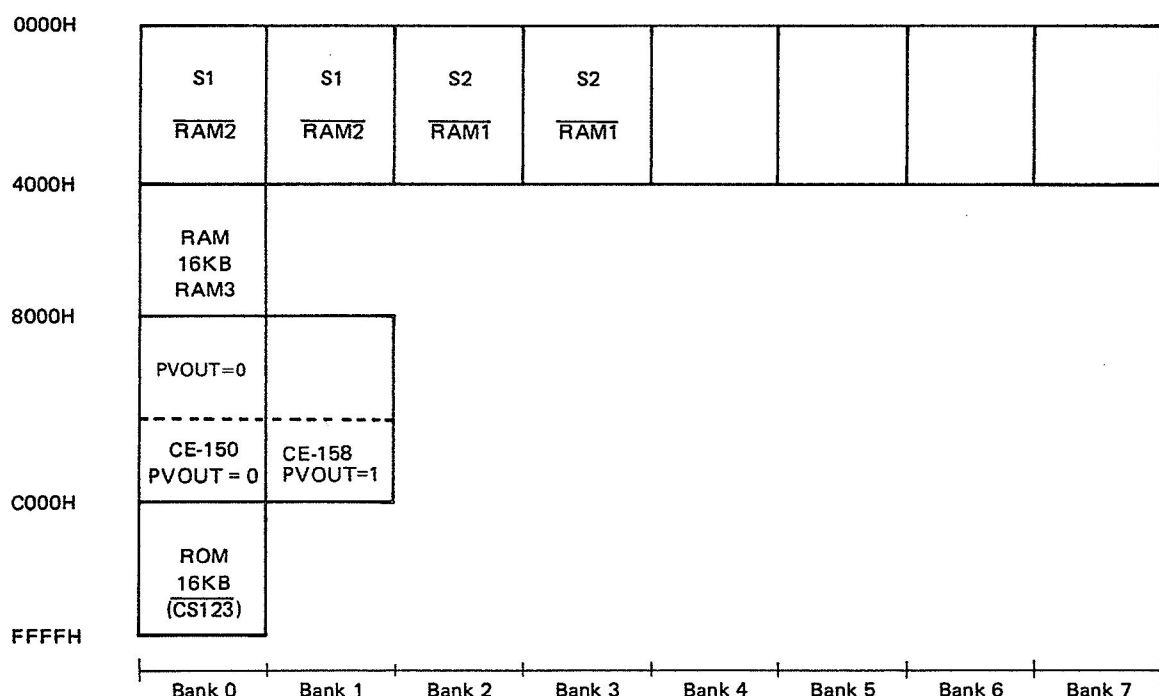 0000H
S1 S1 S2 S2
RAM2 RAM2 RAM1 RAM1
4000H
RAM
16KB
RAM3
8000H
PVOUT=0
CE-150 CE-158
PVOUT = 0 PVOUT=1
C000H
ROM
16KB
(CS123)
FFFFH
Bank 0 Bank 1 Bank 2 Bank 3 Bank 4 Bank 5 Bank 6 Bank 7